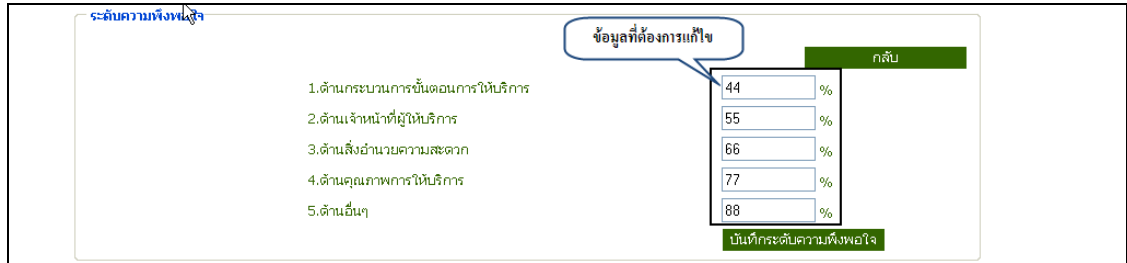 ระดับความพึงพอใจ
ข้อมูลที่ต้องการแก้ไข
กลับ
1.ด้านกระบวนการขั้นตอนการให้บริการ 44 %
2.ด้านเจ้าหน้าที่ผู้ให้บริการ 55 %
3.ด้านสิ่งอำนวยความสะดวก 66 %
4.ด้านคุณภาพการให้บริการ 77 %
5.ด้านอื่นๆ 88 %
บันทึกระดับความพึงพอใจ